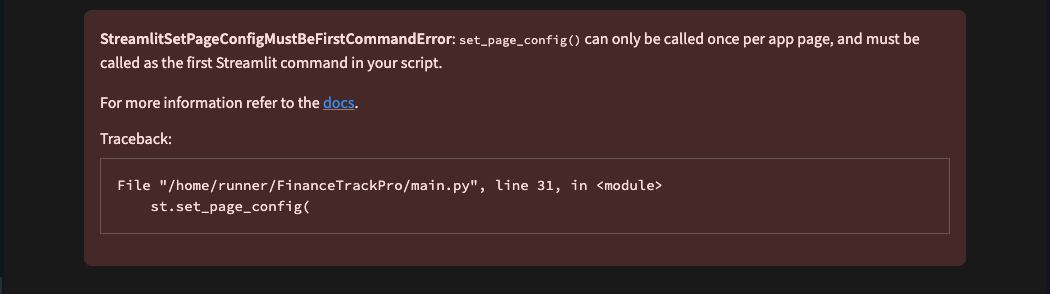 StreamlitSetPageConfigMustBeFirstCommandError: set_page_config() can only be called once per app page, and must be
called as the first Streamlit command in your script.
For more information refer to the docs.
Traceback:
File "/home/runner/FinanceTrackPro/main.py", line 31, in <module>
    st.set_page_config(